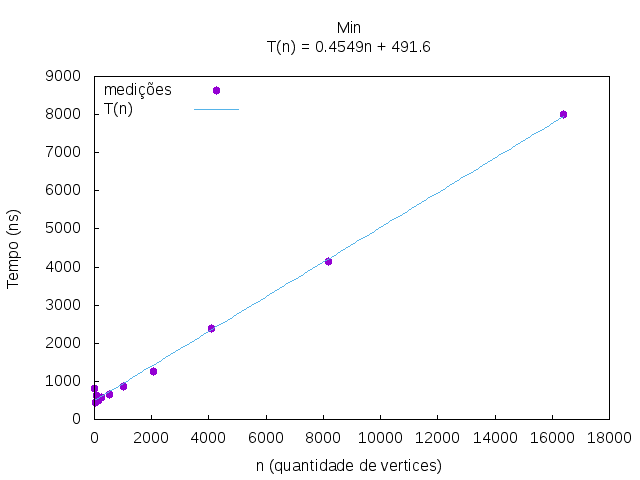 Min
T(n) = 0.4549n + 491.6
medições
T(n)
9000
8000
7000
6000
5000
4000
3000
2000
1000
0
Tempo (ns)
0 2000 4000 6000 8000 10000 12000 14000 16000 18000
n (quantidade de vertices)